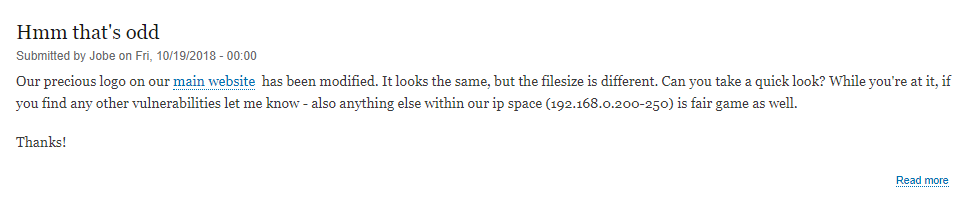 Hmm that's odd
Submitted by Jobe on Fri, 10/19/2018 - 00:00
Our precious logo on our main website has been modified. It looks the same, but the filesize is different. Can you take a quick look? While you're at it, if
you find any other vulnerabilities let me know - also anything else within our ip space (192.168.0.200-250) is fair game as well.
Thanks!
Read more